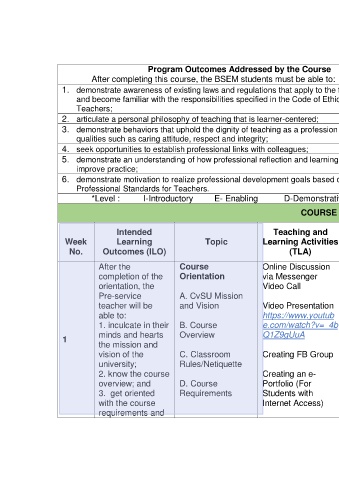 Program Outcomes Addressed by the Course
After completing this course, the BSEM students must be able to:
1. demonstrate awareness of existing laws and regulations that apply to the
and become familiar with the responsibilities specified in the Code of Ethic
Teachers;
2. articulate a personal philosophy of teaching that is learner-centered;
3. demonstrate behaviors that uphold the dignity of teaching as a profession
qualities such as caring attitude, respect and integrity;
4. seek opportunities to establish professional links with colleagues;
5. demonstrate an understanding of how professional reflection and learning
improve practice;
6. demonstrate motivation to realize professional development goals based
Professional Standards for Teachers.
*Level : I-Introductory E- Enabling D-Demonstrati
COURSE
Week
No.
Intended
Learning
Outcomes (ILO)
Topic
Teaching and
Learning Activities
(TLA)
1
After the
completion of the
orientation, the
Pre-service
teacher will be
able to:
1. inculcate in their
minds and hearts
the mission and
vision of the
university;
2. know the course
overview; and
3. get oriented
with the course
requirements and
Course
Orientation
A. CvSU Mission
and Vision
B. Course
Overview
C. Classroom
Rules/Netiquette
D. Course
Requirements
Online Discussion
via Messenger
Video Call
Video Presentation
https://www.youtub
e.com/watch?v=_4b
Q1Z9gUuA
Creating FB Group
Creating an e-
Portfolio (For
Students with
Internet Access)